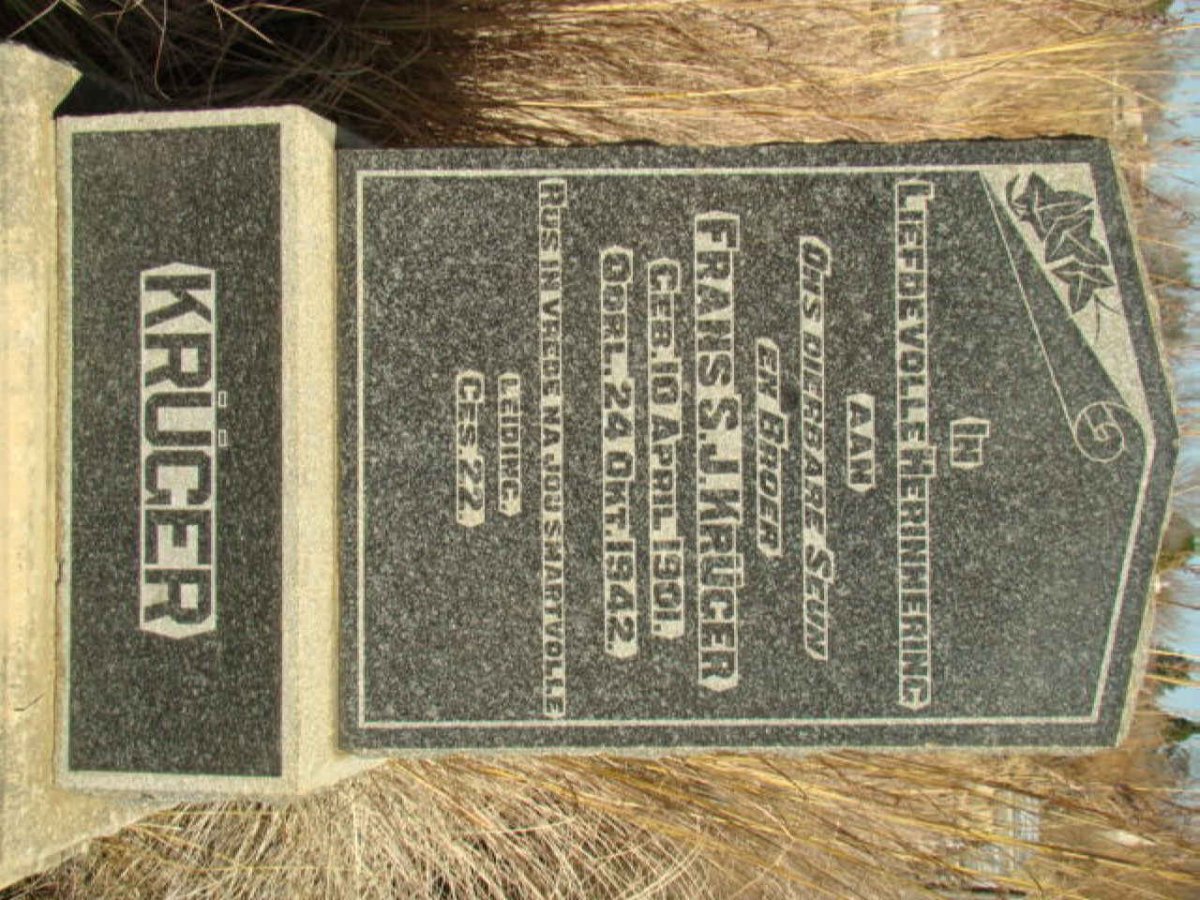 IN
LIEFDEVOLLE HERINNERING
AAN
ONS DIERBARE SEUN
EN BROER
FRANS S.J. KRÜGER
GEB. 10 APRIL 1901.
OORL. 24 OKT. 1942.
RUS IN VREDE NA JOU SMARTVOLLE
LEIDING.
GES. 22
KRÜGER